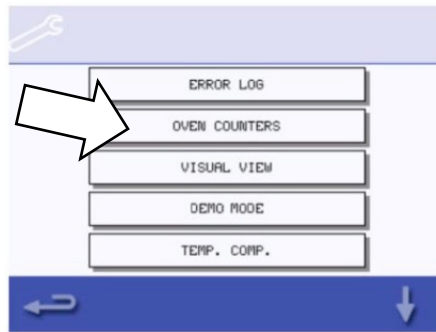 ERROR LOG
OVEN COUNTERS
VISUAL VIEW
DEMO MODE
TEMP. COMP.